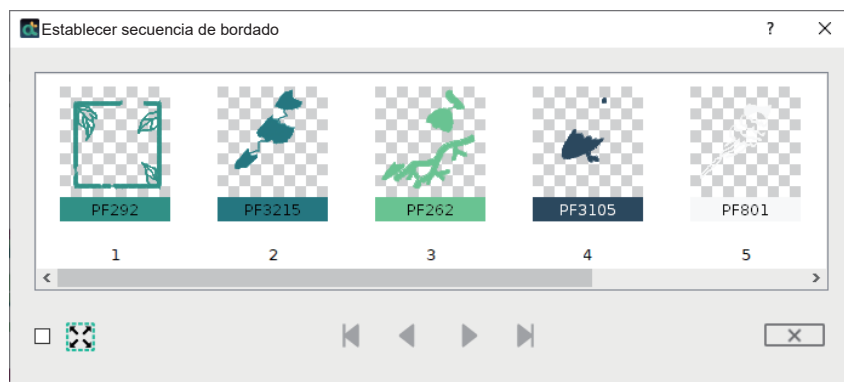 Establecer secuencia de bordado ?
PF292 PF3215 PF262 PF3105 PF801
1 2 3 4 5